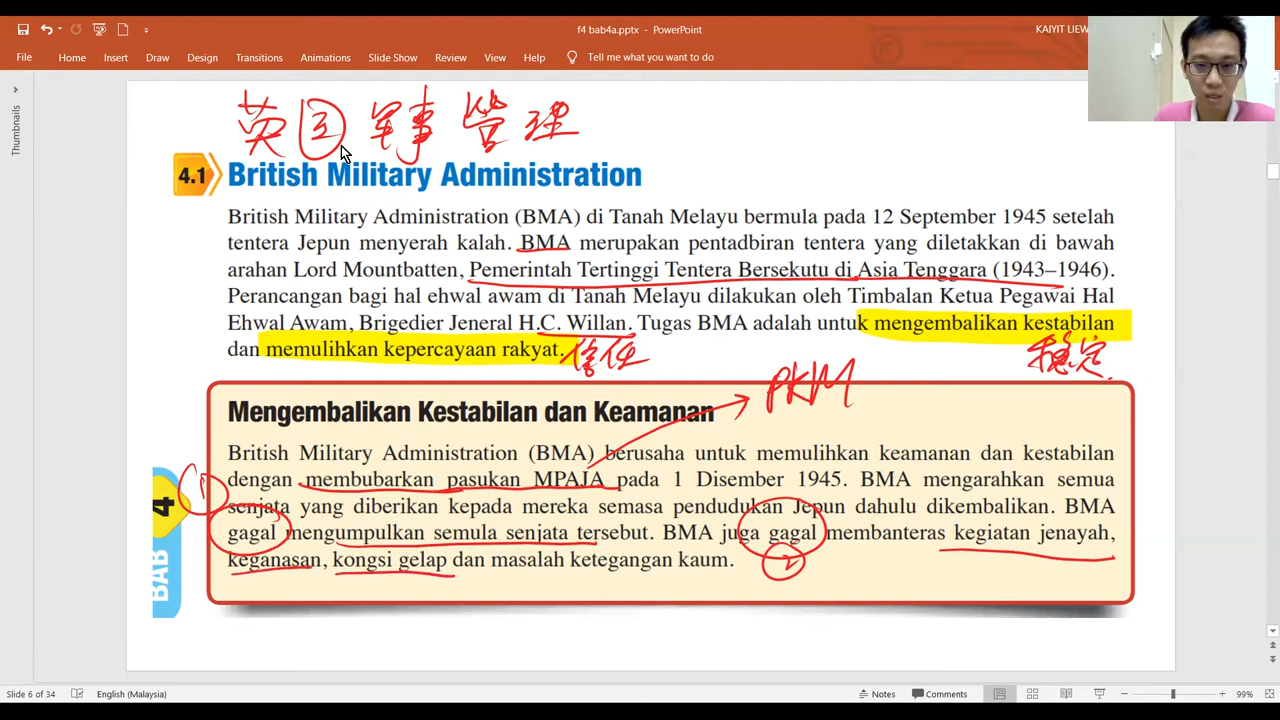 f4 bab4a.pptx - PowerPoint
KAIYIT LIEW
File Home Insert Draw Design Transitions Animations Slide Show Review View Help Tell me what you want to do
Thumbnails
英国军事管理
4.1 British Military Administration
British Military Administration (BMA) di Tanah Melayu bermula pada 12 September 1945 setelah
tentera Jepun menyerah kalah. BMA merupakan pentadbiran tentera yang diletakkan di bawah
arahan Lord Mountbatten, Pemerintah Tertinggi Tentera Bersekutu di Asia Tenggara (1943–1946).
Perancangan bagi hal ehwal awam di Tanah Melayu dilakukan oleh Timbalan Ketua Pegawai Hal
Ehwal Awam, Brigedier Jeneral H.C. Willan. Tugas BMA adalah untuk mengembalikan kestabilan
dan memulihkan kepercayaan rakyat.
信任
稳定
PKM
Mengembalikan Kestabilan dan Keamanan
British Military Administration (BMA) berusaha untuk memulihkan keamanan dan kestabilan
dengan membubarkan pasukan MPAJA pada 1 Disember 1945. BMA mengarahkan semua
senjata yang diberikan kepada mereka semasa pendudukan Jepun dahulu dikembalikan. BMA
gagal mengumpulkan semula senjata tersebut. BMA juga gagal membanteras kegiatan jenayah,
keganasan, kongsi gelap dan masalah ketegangan kaum.
1
2
BAB 4
Slide 6 of 34 English (Malaysia) Notes Comments 99%